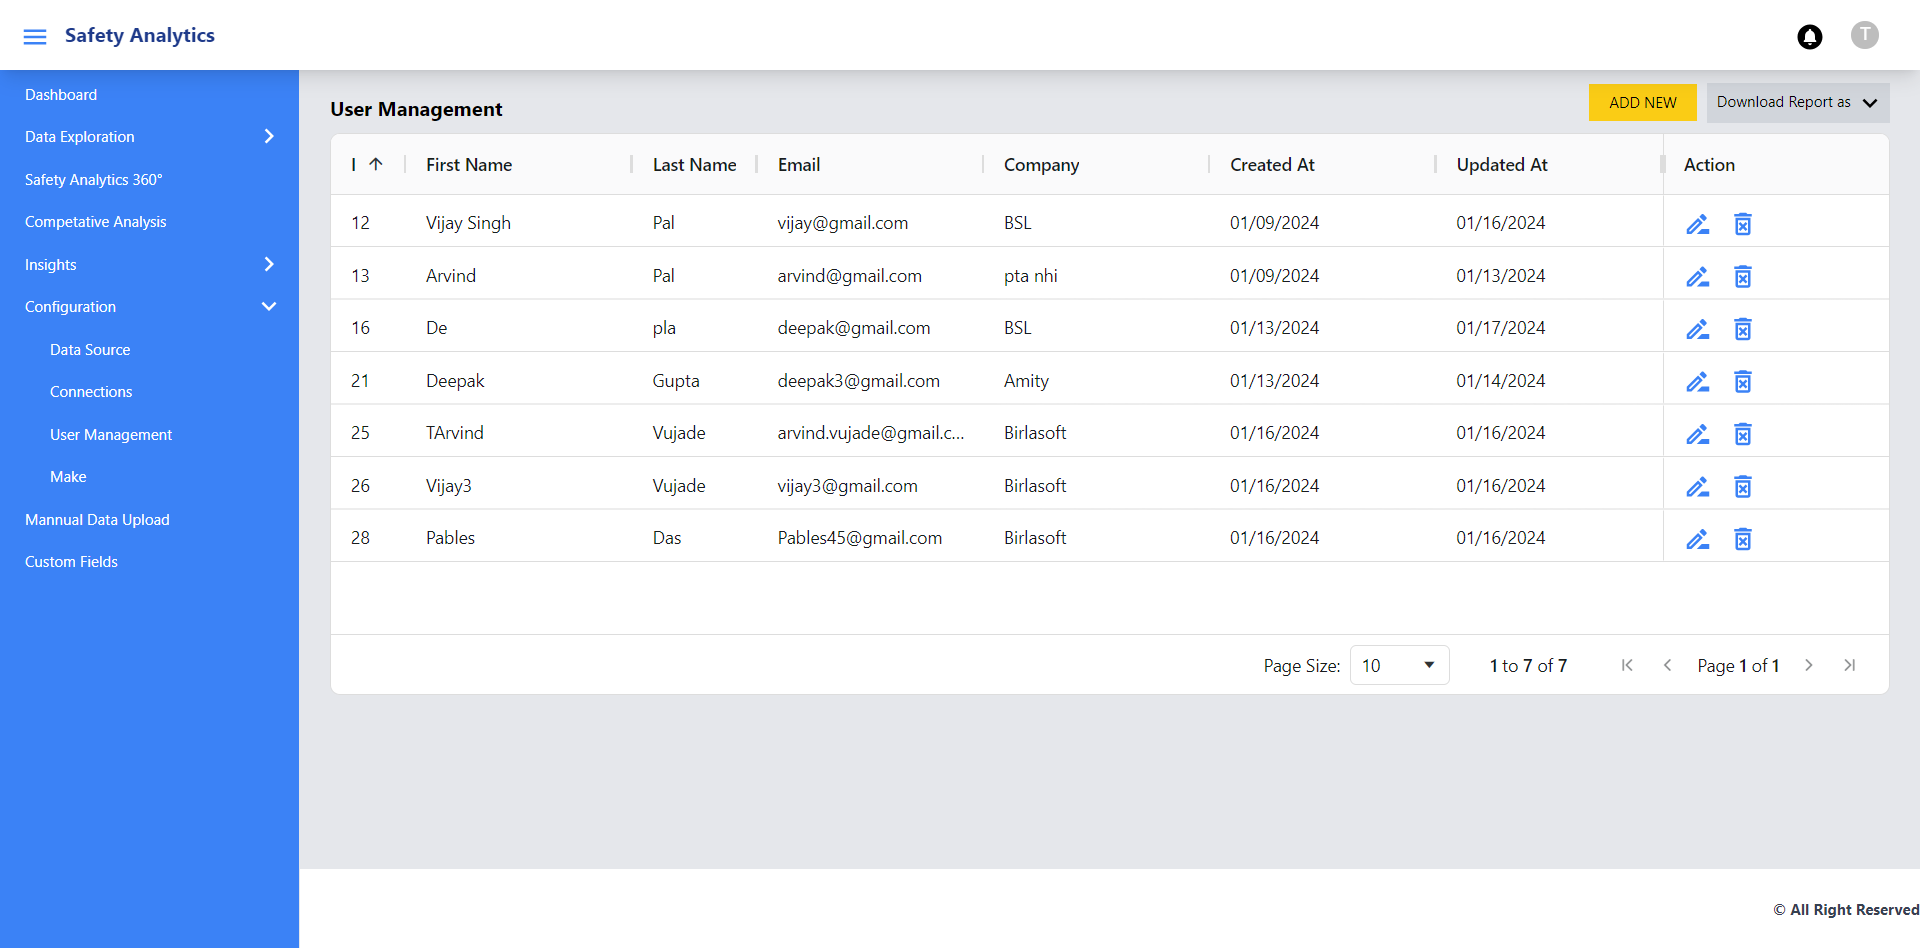 Safety Analytics
T
Dashboard
Data Exploration
Safety Analytics 360°
Competative Analysis
Insights
Configuration
Data Source
Connections
User Management
Make
Mannual Data Upload
Custom Fields
User Management
ADD NEW
Download Report as
I First Name Last Name Email Company Created At Updated At Action
12 Vijay Singh Pal vijay@gmail.com BSL 01/09/2024 01/16/2024
13 Arvind Pal arvind@gmail.com pta nhi 01/09/2024 01/13/2024
16 De pla deepak@gmail.com BSL 01/13/2024 01/17/2024
21 Deepak Gupta deepak3@gmail.com Amity 01/13/2024 01/14/2024
25 TArvind Vujade arvind.vujade@gmail.c... Birlasoft 01/16/2024 01/16/2024
26 Vijay3 Vujade vijay3@gmail.com Birlasoft 01/16/2024 01/16/2024
28 Pables Das Pables45@gmail.com Birlasoft 01/16/2024 01/16/2024
Page Size: 10 1 to 7 of 7 Page 1 of 1
© All Right Reserved